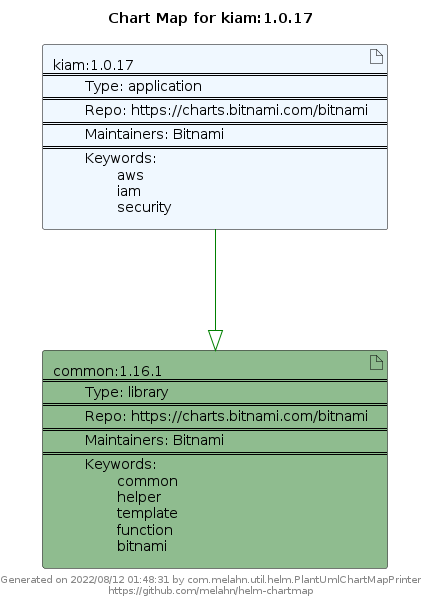 Chart Map for kiam:1.0.17
kiam:1.0.17
Type: application
Repo: https://charts.bitnami.com/bitnami
Maintainers: Bitnami
Keywords:
aws
iam
security
common:1.16.1
Type: library
Repo: https://charts.bitnami.com/bitnami
Maintainers: Bitnami
Keywords:
common
helper
template
function
bitnami
Generated on 2022/08/12 01:48:31 by com.melahn.util.helm.PlantUmlChartMapPrinter
https://github.com/melahn/helm-chartmap